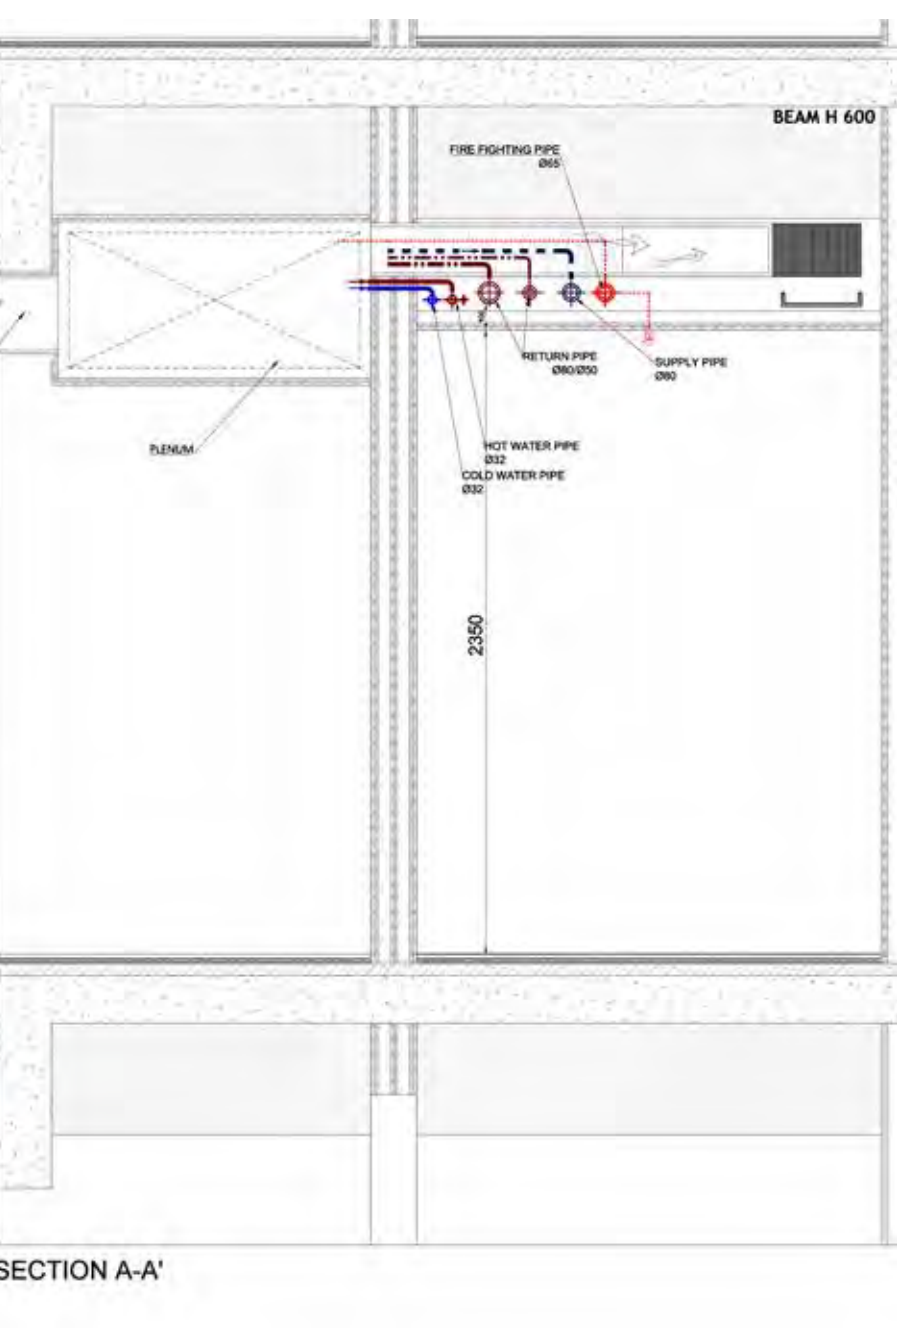 BEAM H 600
FIRE FIGHTING PIPE
Ø65
RETURN PIPE
Ø80/Ø50
SUPPLY PIPE
Ø80
PLENUM
HOT WATER PIPE
Ø32
COLD WATER PIPE
Ø32
2350
SECTION A-A'